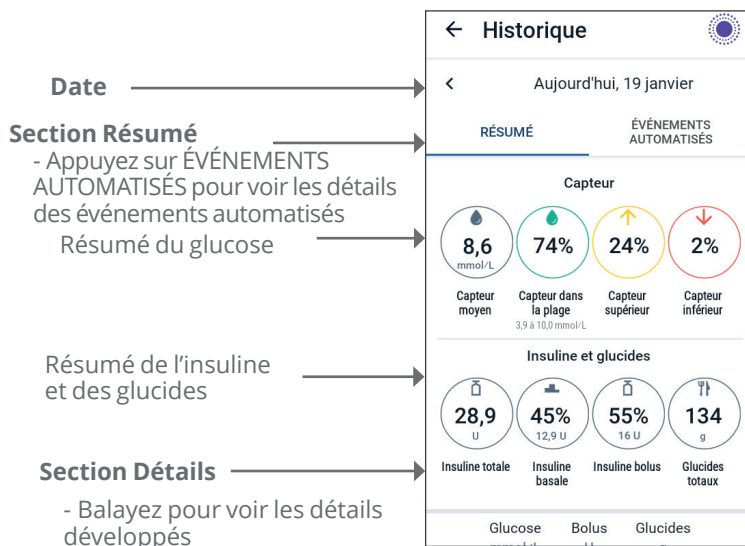 Date
Section Résumé
- Appuyez sur ÉVÉNEMENTS
AUTOMATISÉS pour voir les détails
des événements automatisés
Résumé du glucose
Résumé de l’insuline
et des glucides
Section Détails
- Balayez pour voir les détails
développés
Historique
Aujourd'hui, 19 janvier
RÉSUMÉ
ÉVÉNEMENTS
AUTOMATISÉS
Capteur
8,6 74% 24% 2%
mmol/L
Capteur moyen
Capteur dans la plage
3,9 à 10,0 mmol/L
Capteur supérieur
Capteur inférieur
Insuline et glucides
28,9 45% 55% 134
U 12,9 U 16 U g
Insuline totale
Insuline basale
Insuline bolus
Glucides totaux
Glucose Bolus Glucides